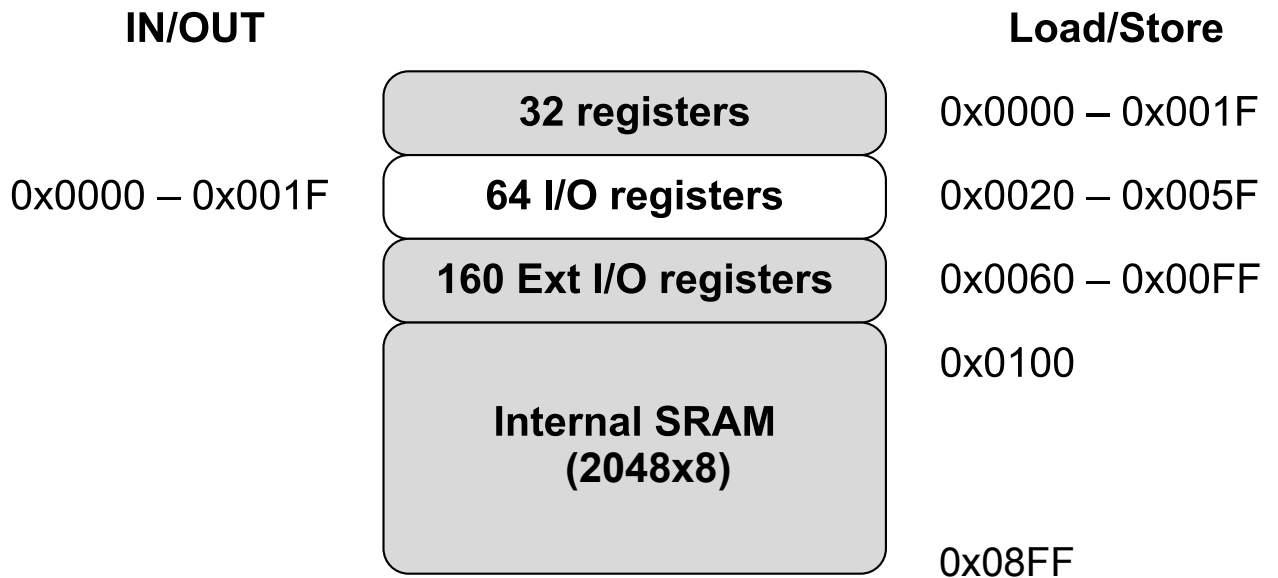 IN/OUT
Load/Store
32 registers
0x0000 – 0x001F
0x0000 – 0x001F
64 I/O registers
0x0020 – 0x005F
160 Ext I/O registers
0x0060 – 0x00FF
0x0100
Internal SRAM
(2048x8)
0x08FF